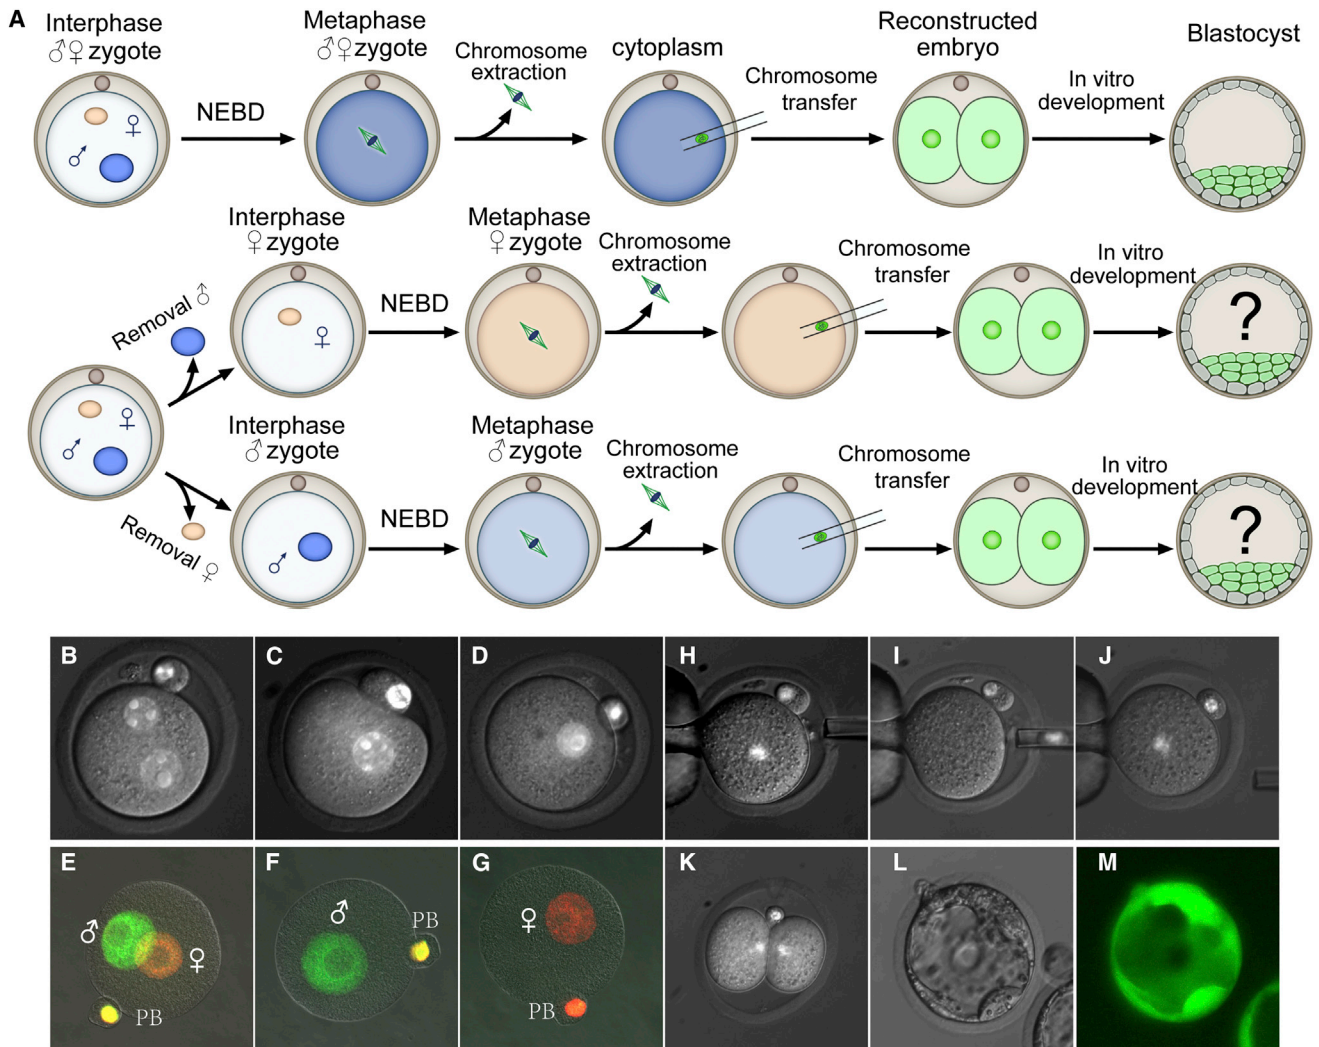 A
Interphase
♂♀ zygote
NEBD
Metaphase
♂♀ zygote
Chromosome
extraction
cytoplasm
Chromosome
transfer
Reconstructed
embryo
In vitro
development
Blastocyst
♀
♂
Removal ♂
Interphase
♀ zygote
♀
NEBD
Metaphase
♀ zygote
Chromosome
extraction
Chromosome
transfer
In vitro
development
?
♀
♂
Removal ♀
Interphase
♂ zygote
♂
NEBD
Metaphase
♂ zygote
Chromosome
extraction
Chromosome
transfer
In vitro
development
?
B
C
D
H
I
J
E
♂
♀
PB
F
♂
PB
G
♀
PB
K
L
M